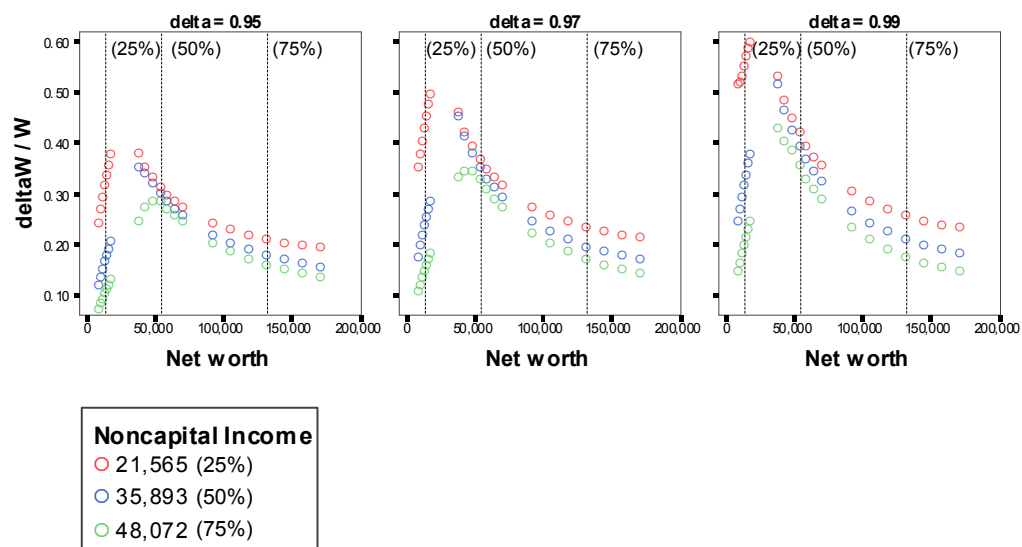 delta = 0.95 delta = 0.97 delta = 0.99
0.60 (25%) (50%) (75%) (25%) (50%) (75%) (25%) (50%) (75%)
0.50
0.40
0.30
0.20
0.10
deltaW / W
0 50,000 100,000 150,000 200,000 0 50,000 100,000 150,000 200,000 0 50,000 100,000 150,000 200,000
Net worth Net worth Net worth
Noncapital Income
21,565 (25%)
35,893 (50%)
48,072 (75%)